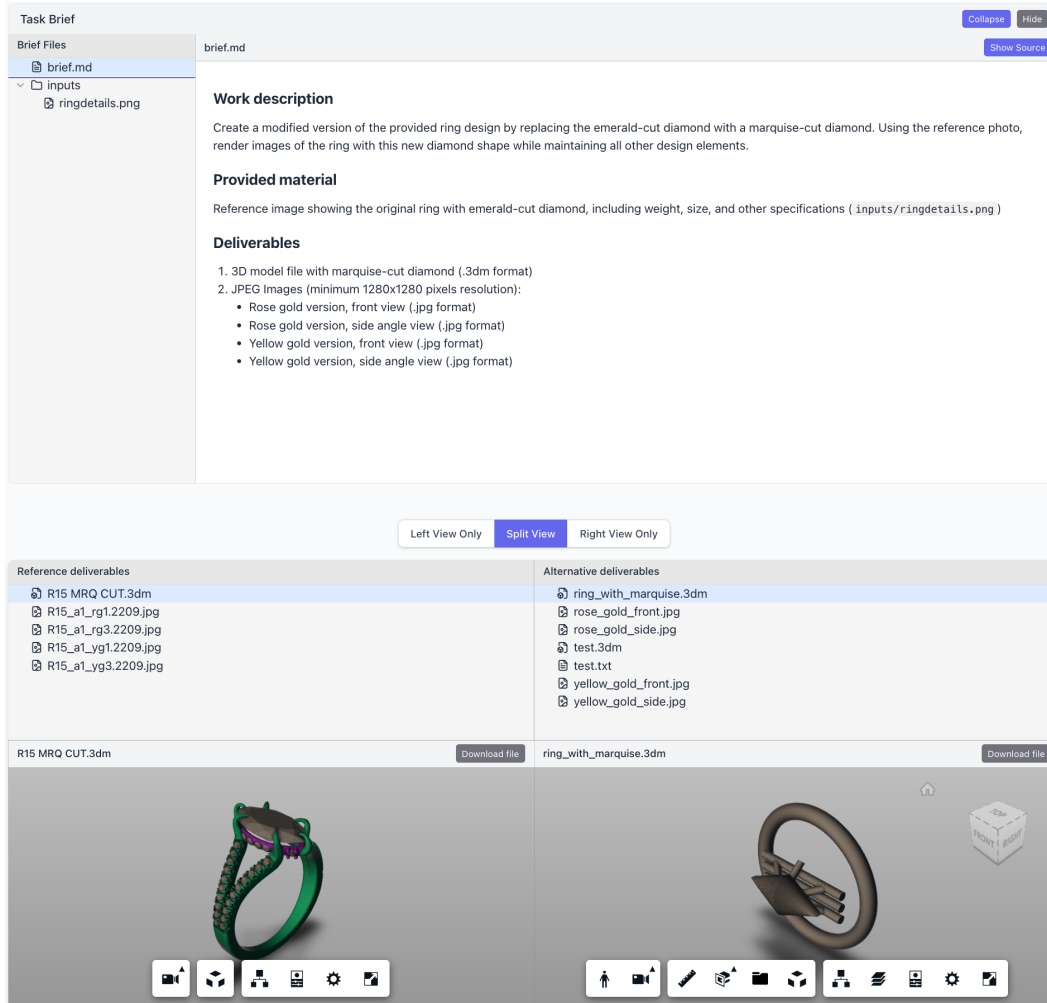 Task Brief
Collapse
Hide
Brief Files
brief.md
Show Source
brief.md
inputs
ringdetails.png
Work description
Create a modified version of the provided ring design by replacing the emerald-cut diamond with a marquise-cut diamond. Using the reference photo,
render images of the ring with this new diamond shape while maintaining all other design elements.
Provided material
Reference image showing the original ring with emerald-cut diamond, including weight, size, and other specifications ( inputs/ringdetails.png )
Deliverables
1. 3D model file with marquise-cut diamond (.3dm format)
2. JPEG Images (minimum 1280x1280 pixels resolution):
• Rose gold version, front view (.jpg format)
• Rose gold version, side angle view (.jpg format)
• Yellow gold version, front view (.jpg format)
• Yellow gold version, side angle view (.jpg format)
Left View Only
Split View
Right View Only
Reference deliverables
R15 MRQ CUT.3dm
R15_a1_rg1.2209.jpg
R15_a1_rg3.2209.jpg
R15_a1_yg1.2209.jpg
R15_a1_yg3.2209.jpg
Alternative deliverables
ring_with_marquise.3dm
rose_gold_front.jpg
rose_gold_side.jpg
test.3dm
test.txt
yellow_gold_front.jpg
yellow_gold_side.jpg
R15 MRQ CUT.3dm
Download file
ring_with_marquise.3dm
Download file
TOP
FRONT
RIGHT